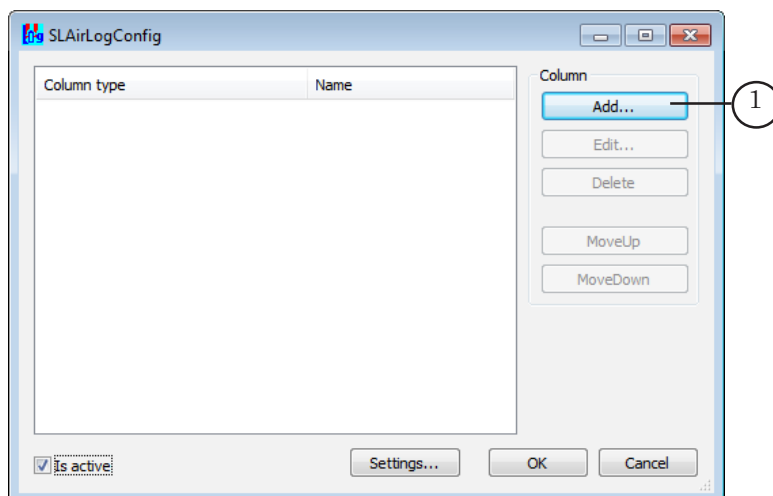 SLAirLogConfig
Column type Name
Column
Add...
1
Edit...
Delete
MoveUp
MoveDown
Is active
Settings...
OK
Cancel